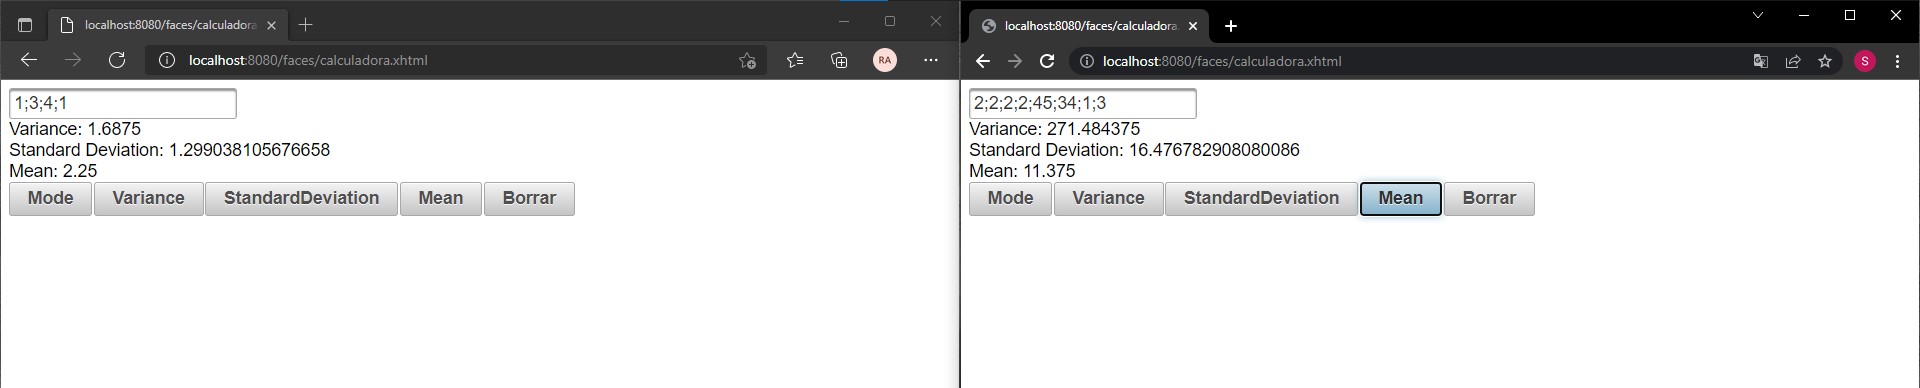 localhost:8080/faces/calculadora
localhost:8080/faces/calculadora.xhtml
RA
1;3;4;1
Variance: 1.6875
Standard Deviation: 1.299038105676658
Mean: 2.25
Mode Variance StandardDeviation Mean Borrar
localhost:8080/faces/calculadora.
localhost:8080/faces/calculadora.xhtml
S
2;2;2;2;45;34;1;3
Variance: 271.484375
Standard Deviation: 16.476782908080086
Mean: 11.375
Mode Variance StandardDeviation Mean Borrar